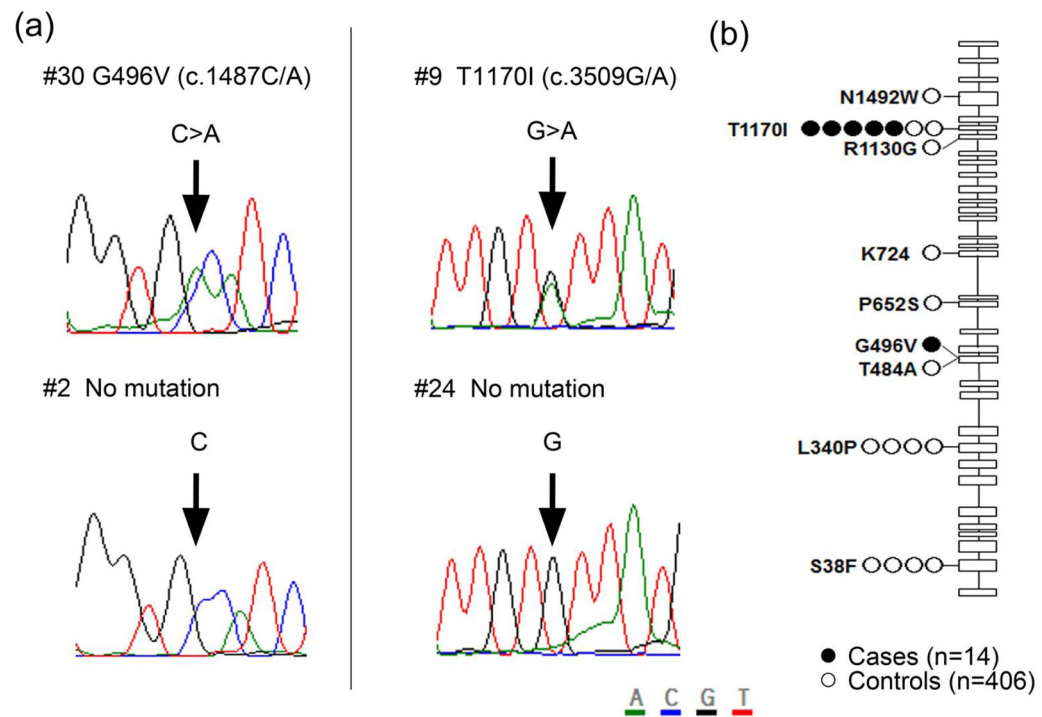 (a)
#30 G496V (c.1487C/A)
C>A
#9 T1170I (c.3509G/A)
G>A
#2 No mutation
C
#24 No mutation
G
A C G T
(b)
N1492W
T1170I
R1130G
K724
P652S
G496V
T484A
L340P
S38F
Cases (n=14)
Controls (n=406)